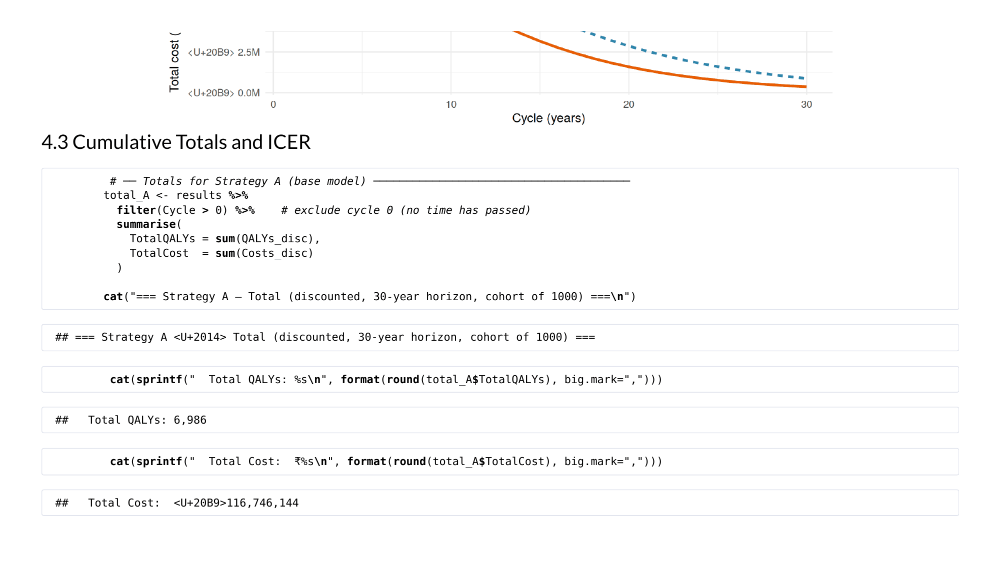 Total cost (
<U+20B9> 2.5M
<U+20B9> 0.0M
0 10 20 30
Cycle (years)
4.3 Cumulative Totals and ICER
# ── Totals for Strategy A (base model) ───────────────────────────────────────
total_A <- results %>%
  filter(Cycle > 0) %>%    # exclude cycle 0 (no time has passed)
  summarise(
    TotalQALYs = sum(QALYs_disc),
    TotalCost  = sum(Costs_disc)
  )
cat("=== Strategy A — Total (discounted, 30-year horizon, cohort of 1000) ===\n")
## === Strategy A <U+2014> Total (discounted, 30-year horizon, cohort of 1000) ===
cat(sprintf("  Total QALYs: %s\n", format(round(total_A$TotalQALYs), big.mark=",")))
##   Total QALYs: 6,986
cat(sprintf("  Total Cost:  ₹%s\n", format(round(total_A$TotalCost), big.mark=",")))
##   Total Cost:  <U+20B9>116,746,144